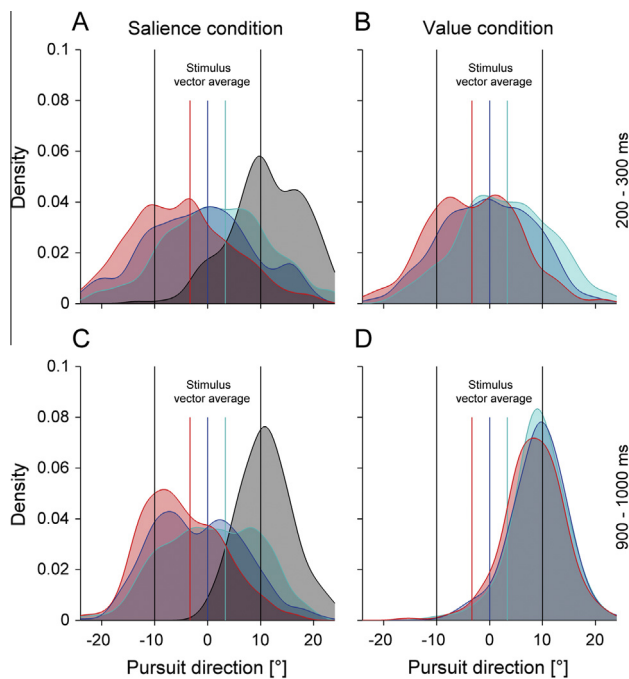 A
Salience condition
B
Value condition
0.1
0.08
0.06
0.04
0.02
0
Density
Stimulus
vector average
Stimulus
vector average
200 - 300 ms
C
D
0.1
0.08
0.06
0.04
0.02
0
Density
Stimulus
vector average
Stimulus
vector average
900 - 1000 ms
-20 -10 0 10 20
-20 -10 0 10 20
Pursuit direction [°]
Pursuit direction [°]